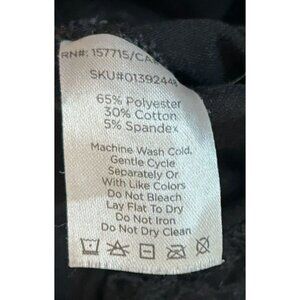 RN#: 157715/CA
SKU#01392448
65% Polyester
30% Cotton
5% Spandex
Machine Wash Cold,
Gentle Cycle
Separately Or
With Like Colors
Do Not Bleach
Lay Flat To Dry
Do Not Iron
Do Not Dry Clean